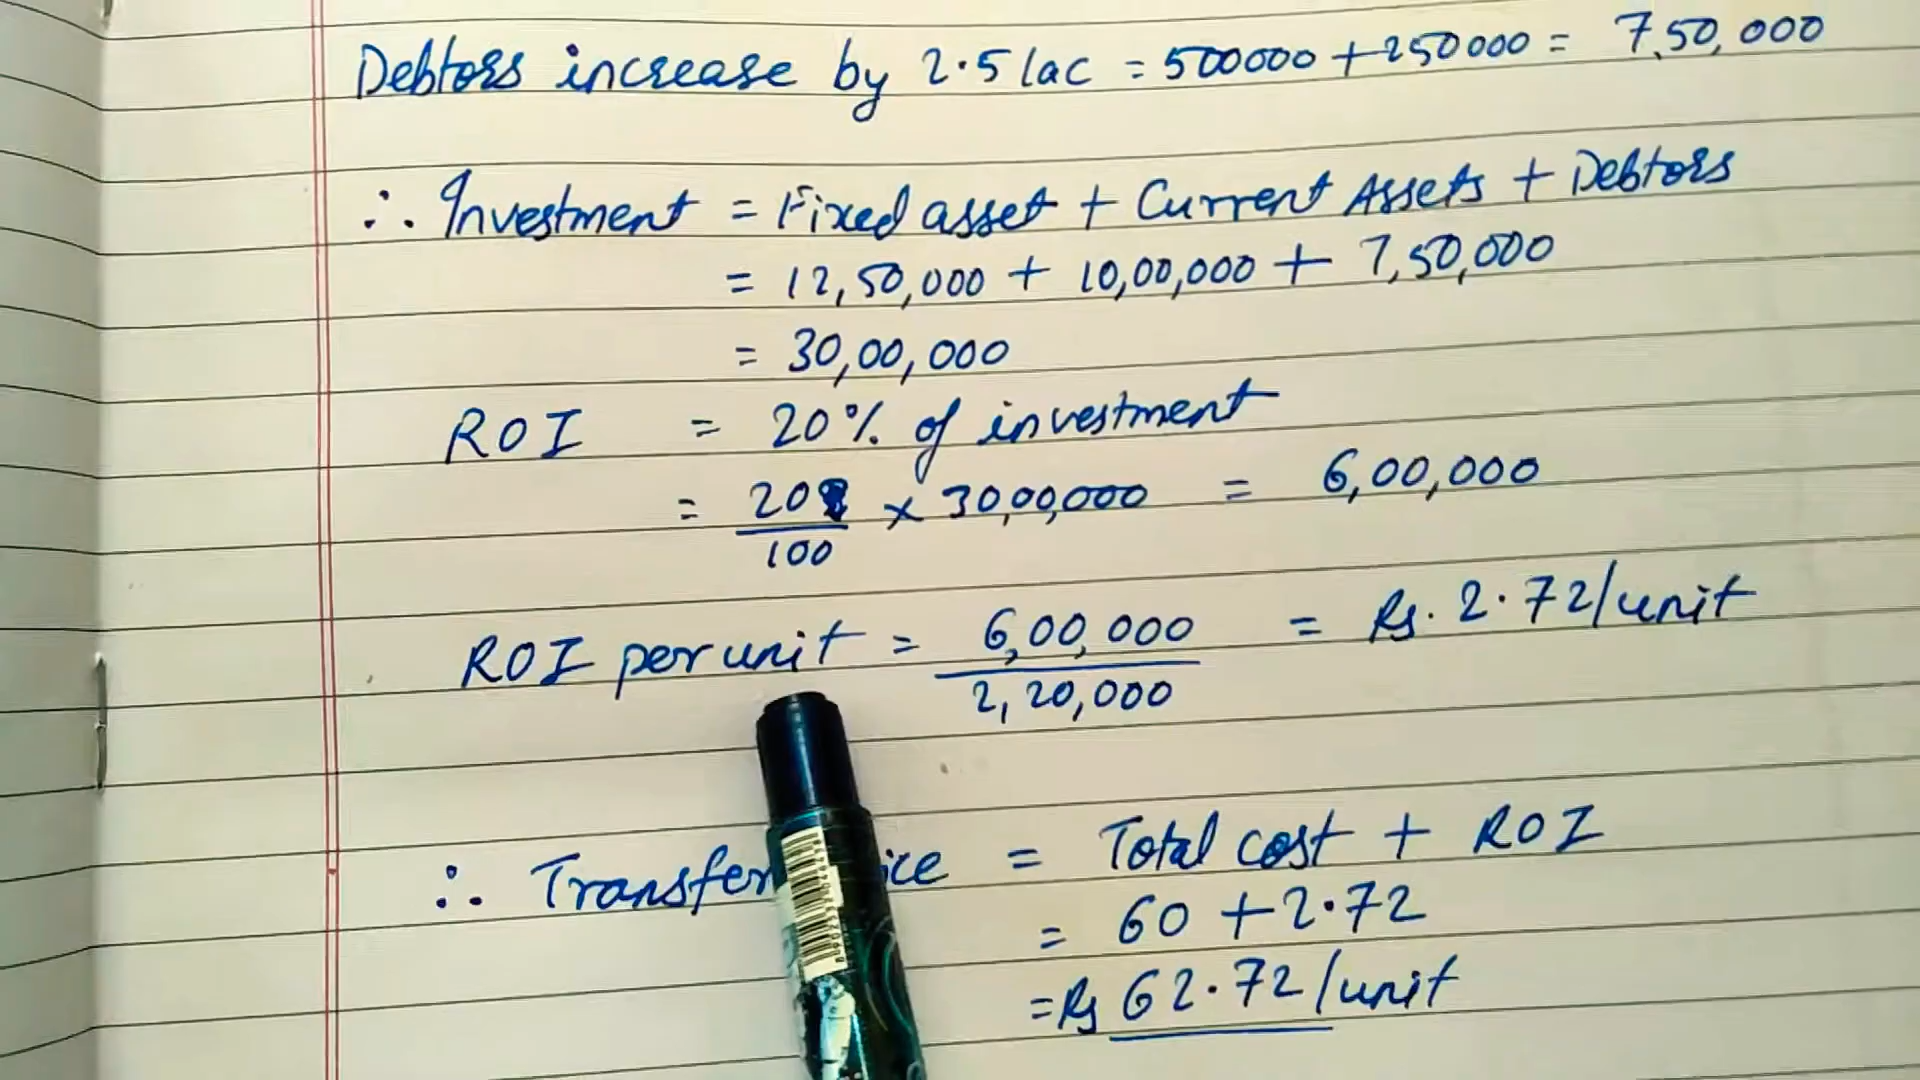 Debtors increase by 2.5 lac = 500000 + 250000 = 7,50,000
∴ Investment = Fixed asset + Current Assets + Debtors
= 12,50,000 + 10,00,000 + 7,50,000
= 30,00,000
ROI = 20% of investment
= 20/100 × 30,00,000 = 6,00,000
ROI per unit = 6,00,000/2,20,000 = Rs. 2.72/unit
∴ Transfer ice = Total cost + ROI
= 60 + 2.72
= Rs 62.72/unit